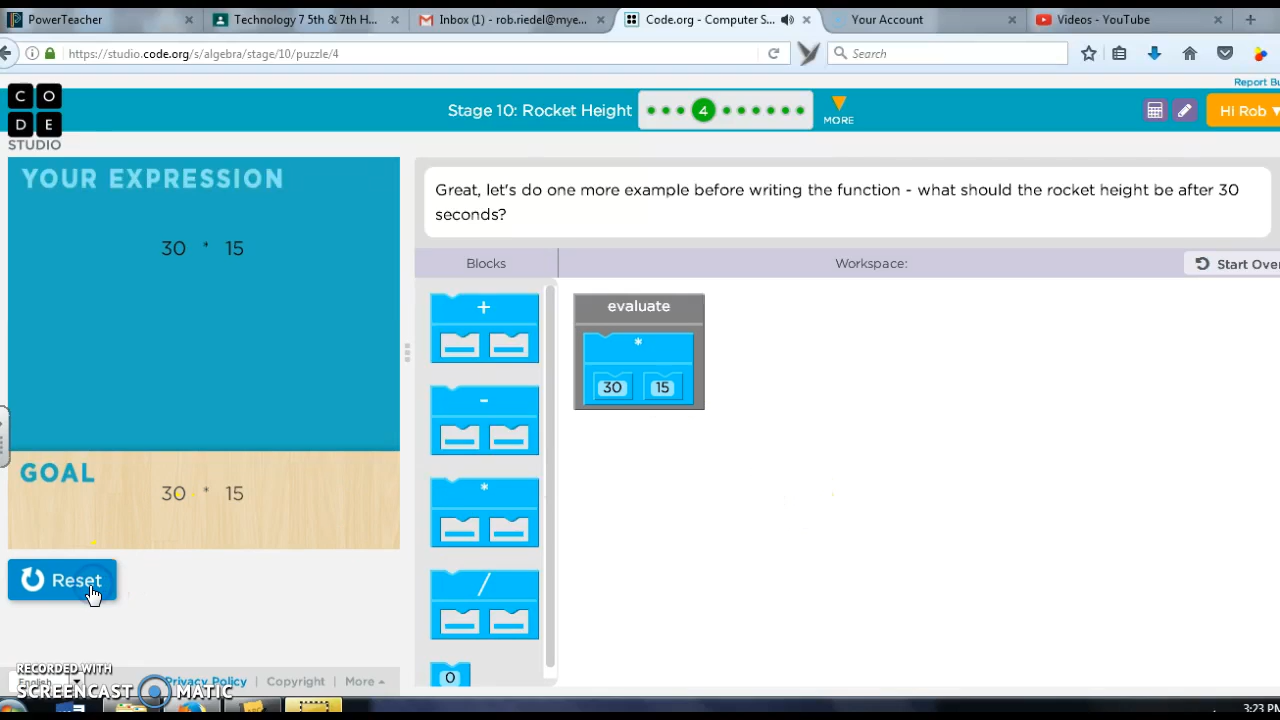 PowerTeacher
Technology 7 5th & 7th H...
Inbox (1) - rob.riedel@mye...
Code.org - Computer S...
Your Account
Videos - YouTube
https://studio.code.org/s/algebra/stage/10/puzzle/4
Search
Report Bu
C O
D E
STUDIO
Stage 10: Rocket Height
4
MORE
Hi Rob
YOUR EXPRESSION
30 * 15
GOAL
30 * 15
Reset
Great, let's do one more example before writing the function - what should the rocket height be after 30
seconds?
Blocks
Workspace:
Start Over
+
-
*
/
0
evaluate
*
30 15
RECORDED WITH
SCREENCAST MATIC
English
Privacy Policy | Copyright | More
3:23 PM